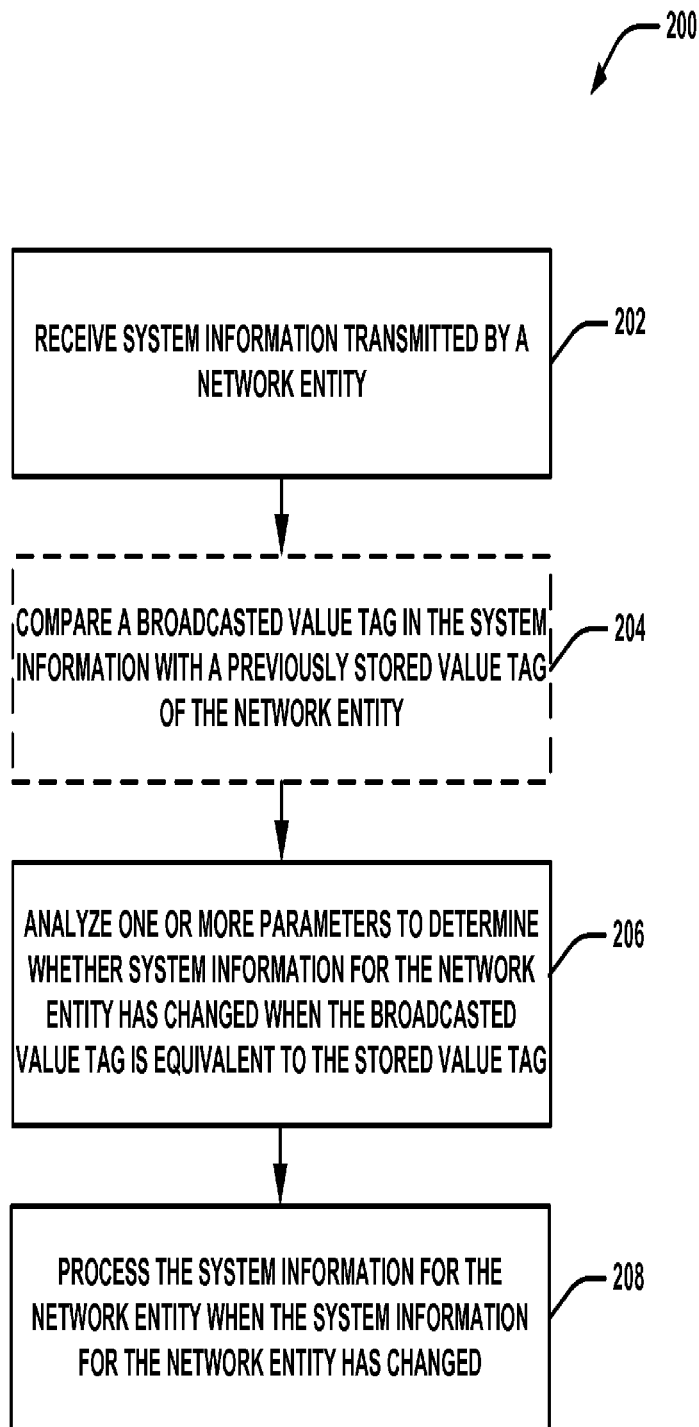 200
RECEIVE SYSTEM INFORMATION TRANSMITTED BY A
NETWORK ENTITY
202
COMPARE A BROADCASTED VALUE TAG IN THE SYSTEM
INFORMATION WITH A PREVIOUSLY STORED VALUE TAG
OF THE NETWORK ENTITY
204
ANALYZE ONE OR MORE PARAMETERS TO DETERMINE
WHETHER SYSTEM INFORMATION FOR THE NETWORK
ENTITY HAS CHANGED WHEN THE BROADCASTED
VALUE TAG IS EQUIVALENT TO THE STORED VALUE TAG
206
PROCESS THE SYSTEM INFORMATION FOR THE
NETWORK ENTITY WHEN THE SYSTEM INFORMATION
FOR THE NETWORK ENTITY HAS CHANGED
208